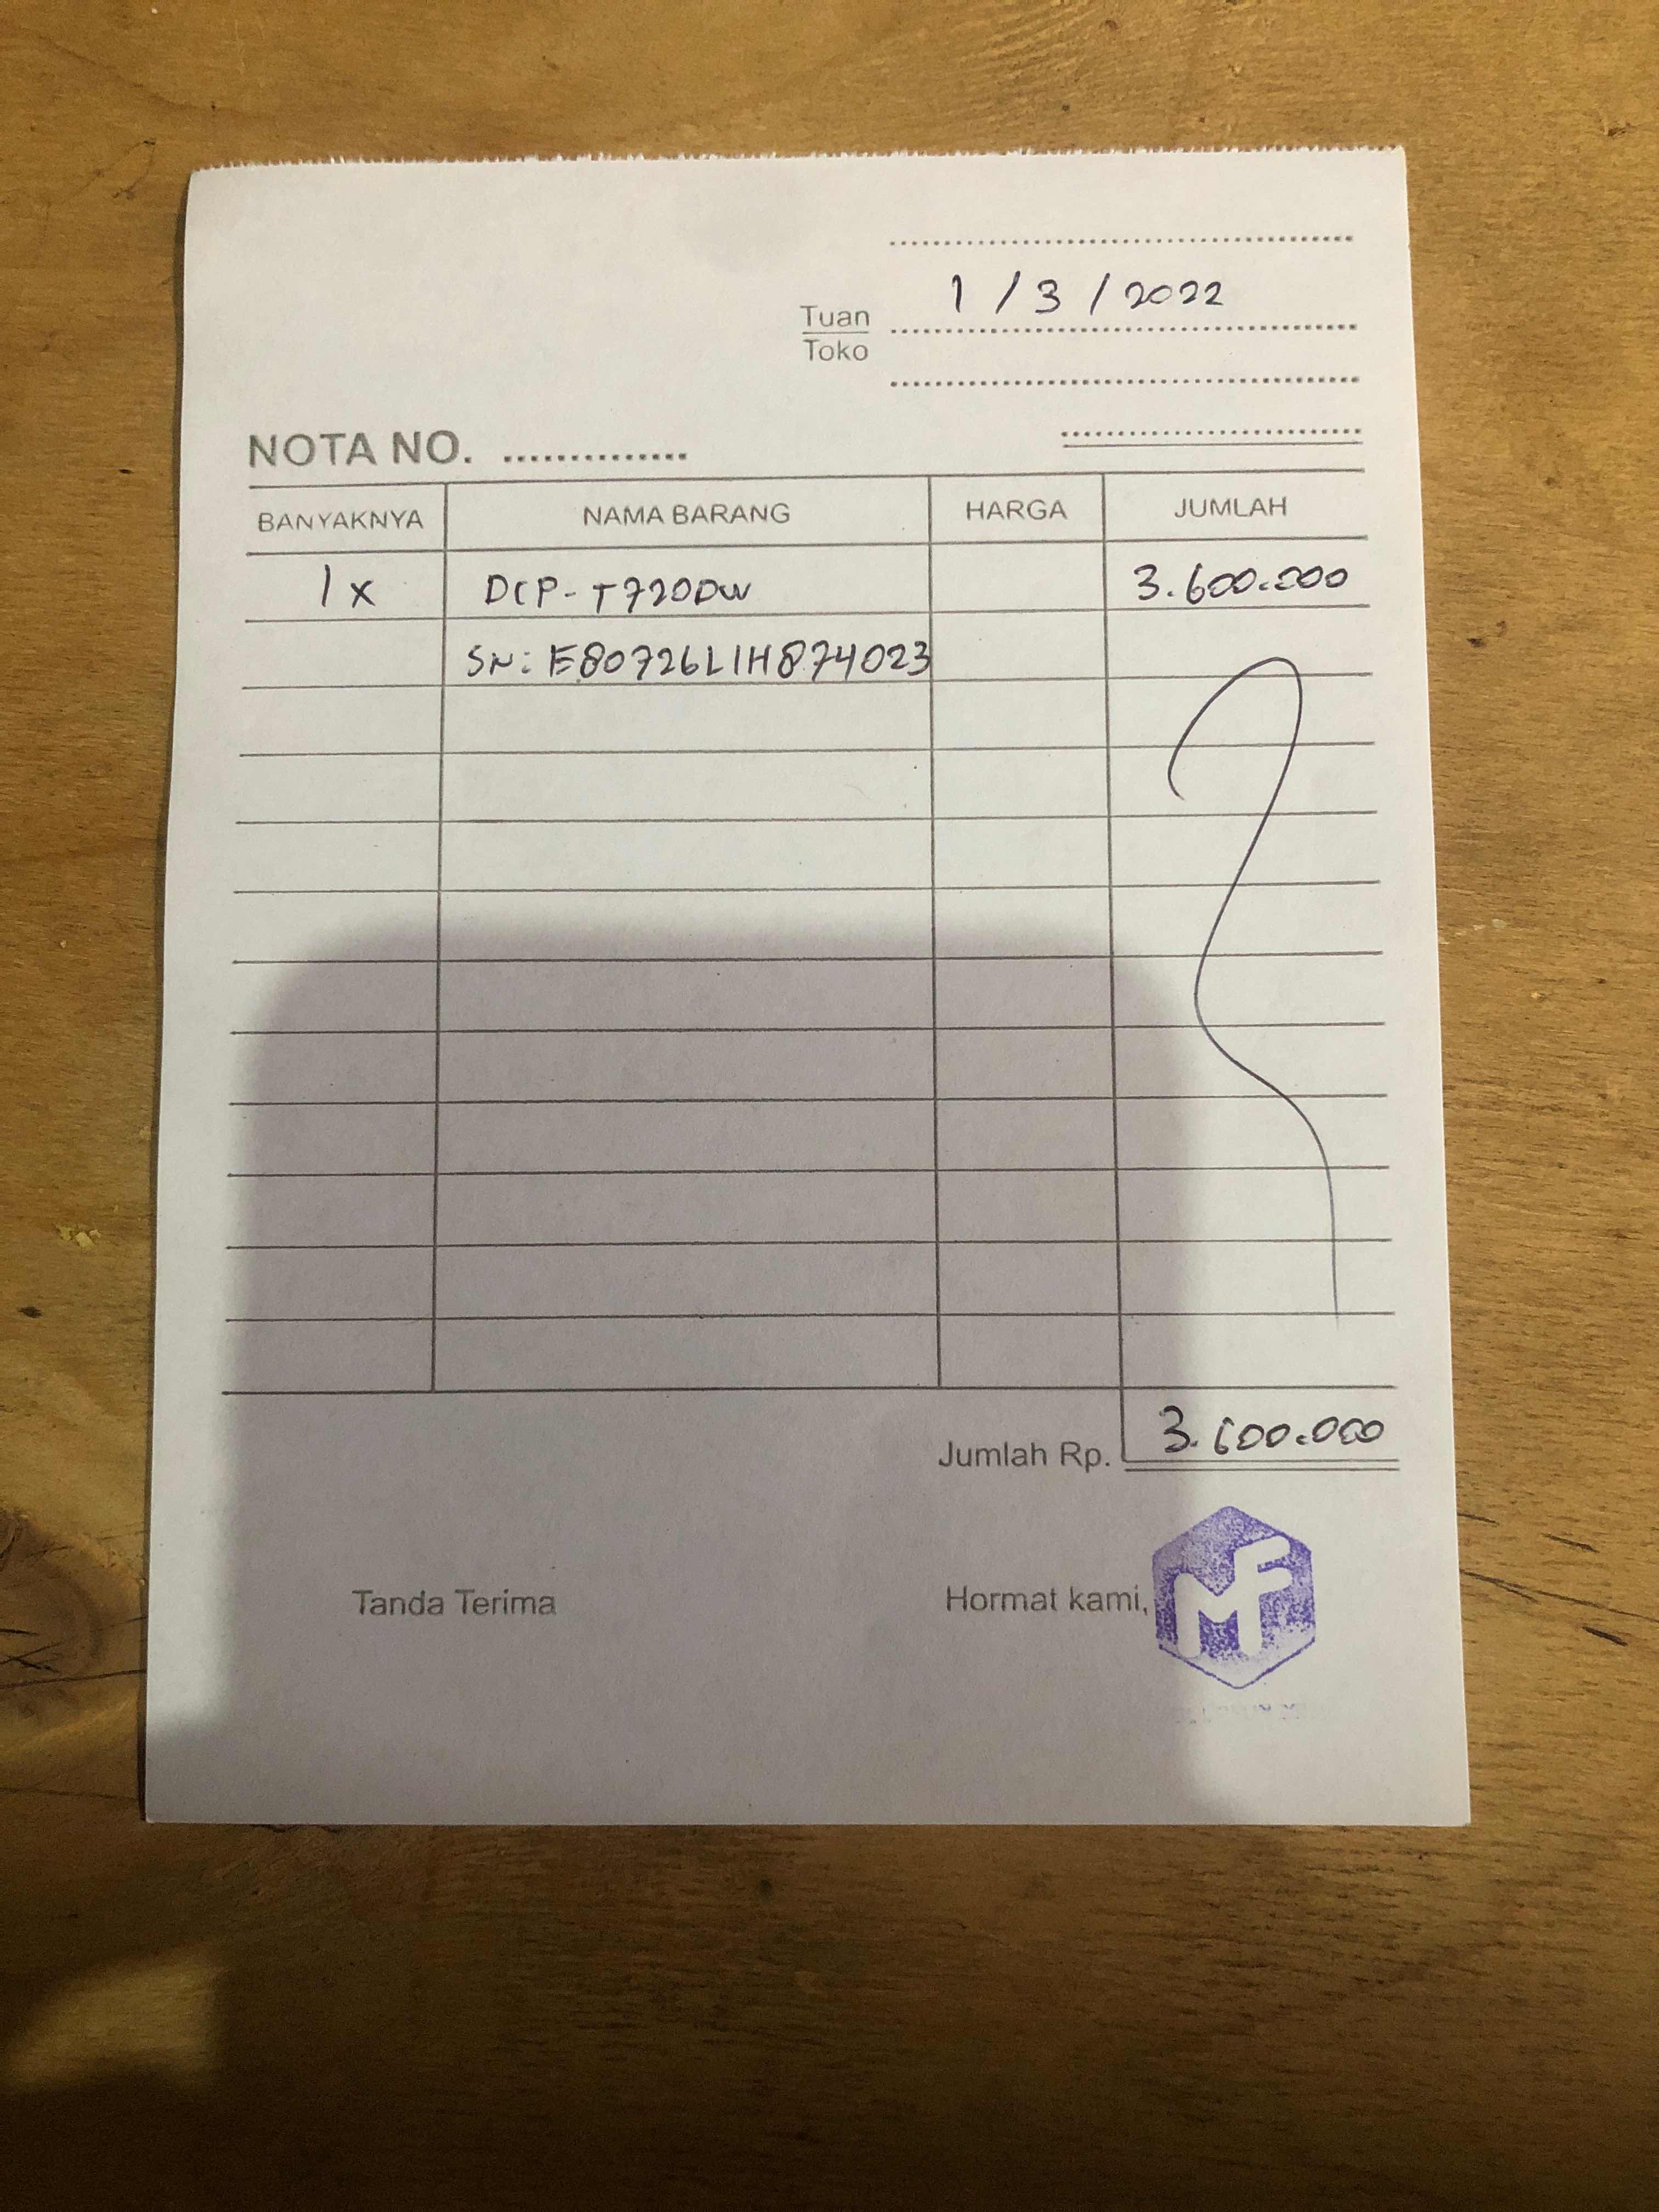 1 / 3 / 2022
Tuan
Toko
NOTA NO. ..............
BANYAKNYA NAMA BARANG HARGA JUMLAH
1 x DCP-T720DW 3.600.000
SN: E80726L1H874023
Jumlah Rp. 3.600.000
Tanda Terima Hormat kami,
MF